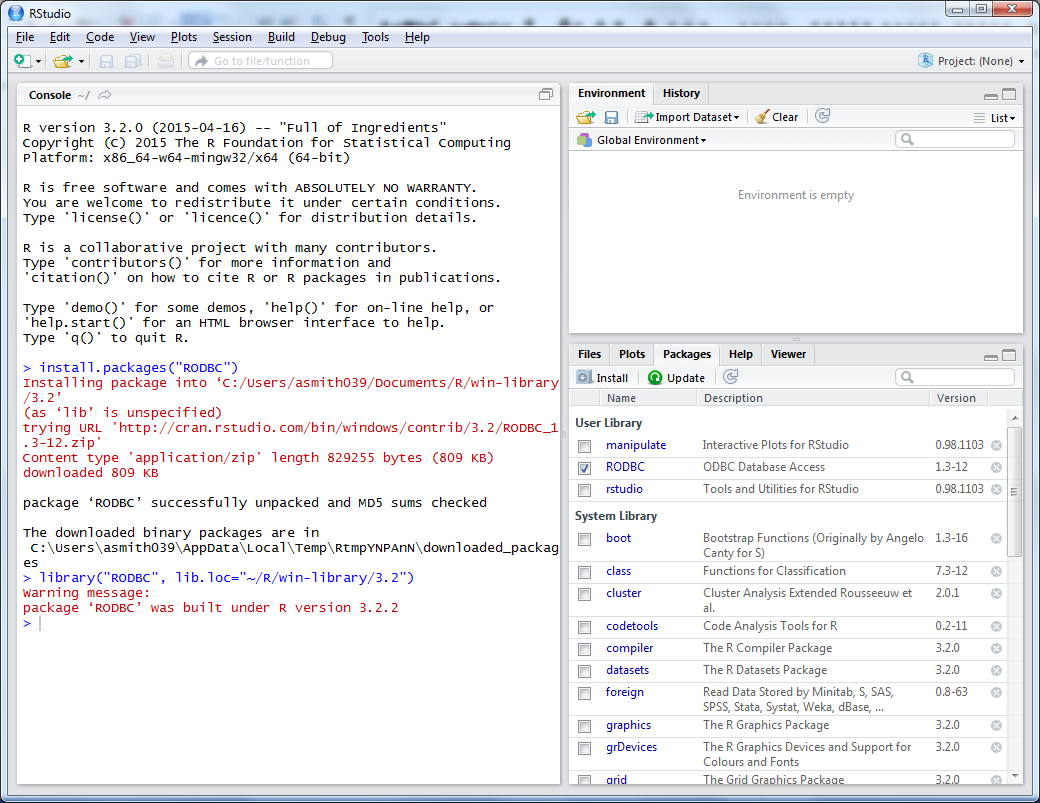 RStudio
File Edit Code View Plots Session Build Debug Tools Help
Go to file/function
Project: (None)
Console ~/
R version 3.2.0 (2015-04-16) -- "Full of Ingredients"
Copyright (C) 2015 The R Foundation for Statistical Computing
Platform: x86_64-w64-mingw32/x64 (64-bit)
R is free software and comes with ABSOLUTELY NO WARRANTY.
You are welcome to redistribute it under certain conditions.
Type 'license()' or 'licence()' for distribution details.
R is a collaborative project with many contributors.
Type 'contributors()' for more information and
'citation()' on how to cite R or R packages in publications.
Type 'demo()' for some demos, 'help()' for on-line help, or
'help.start()' for an HTML browser interface to help.
Type 'q()' to quit R.
> install.packages("RODBC")
Installing package into ‘C:/Users/asmith039/Documents/R/win-library
/3.2’
(as ‘lib’ is unspecified)
trying URL 'http://cran.rstudio.com/bin/windows/contrib/3.2/RODBC_1
.3-12.zip'
Content type 'application/zip' length 829255 bytes (809 KB)
downloaded 809 KB
package ‘RODBC’ successfully unpacked and MD5 sums checked
The downloaded binary packages are in
C:\Users\asmith039\AppData\Local\Temp\RtmpYNPAnN\downloaded_packag
es
> library("RODBC", lib.loc="~/R/win-library/3.2")
Warning message:
package ‘RODBC’ was built under R version 3.2.2
>
Environment History
Import Dataset Clear List
Global Environment
Environment is empty
Files Plots Packages Help Viewer
Install Update
Name Description Version
User Library
manipulate Interactive Plots for RStudio 0.98.1103
RODBC ODBC Database Access 1.3-12
rstudio Tools and Utilities for RStudio 0.98.1103
System Library
boot Bootstrap Functions (Originally by Angelo 1.3-16
Canty for S)
class Functions for Classification 7.3-12
cluster Cluster Analysis Extended Rousseeuw et 2.0.1
al.
codetools Code Analysis Tools for R 0.2-11
compiler The R Compiler Package 3.2.0
datasets The R Datasets Package 3.2.0
foreign Read Data Stored by Minitab, S, SAS, 0.8-63
SPSS, Stata, Systat, Weka, dBase, ...
graphics The R Graphics Package 3.2.0
grDevices The R Graphics Devices and Support for 3.2.0
Colours and Fonts
grid The Grid Graphics Package 3.2.0